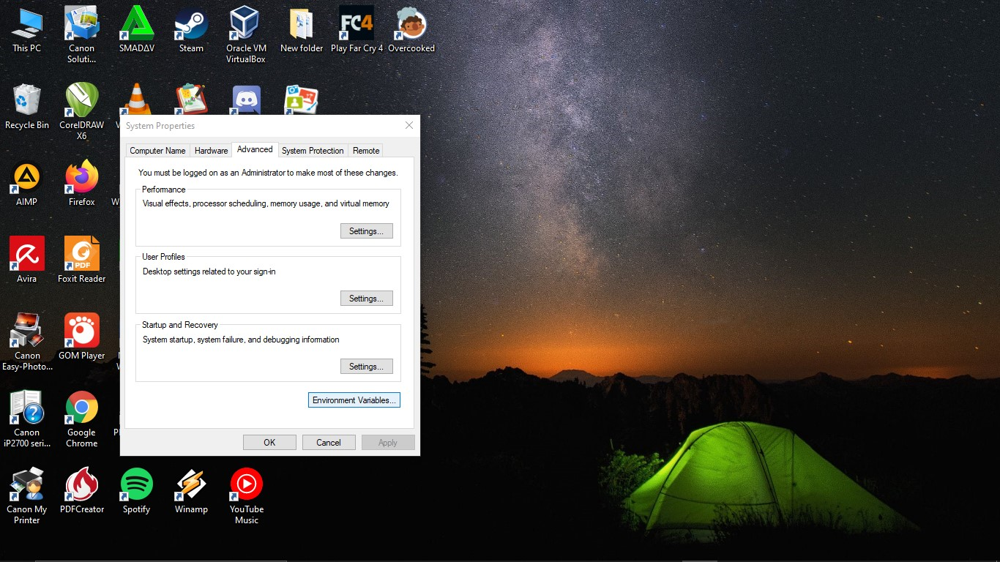 This PC
Canon
Soluti...
SMADΔV
Steam
Oracle VM
VirtualBox
New folder
FC4
Play Far Cry 4
Overcooked
Recycle Bin
CorelDRAW
X6
System Properties
Computer Name
Hardware
Advanced
System Protection
Remote
You must be logged on as an Administrator to make most of these changes.
Performance
Visual effects, processor scheduling, memory usage, and virtual memory
Settings...
User Profiles
Desktop settings related to your sign-in
Settings...
Startup and Recovery
System startup, system failure, and debugging information
Settings...
Environment Variables...
OK
Cancel
Apply
AIMP
Firefox
Avira
PDF
Foxit Reader
Canon
Easy-Photo...
GOM Player
Canon
iP2700 seri...
Google
Chrome
Canon My
Printer
PDFCreator
Spotify
Winamp
YouTube
Music